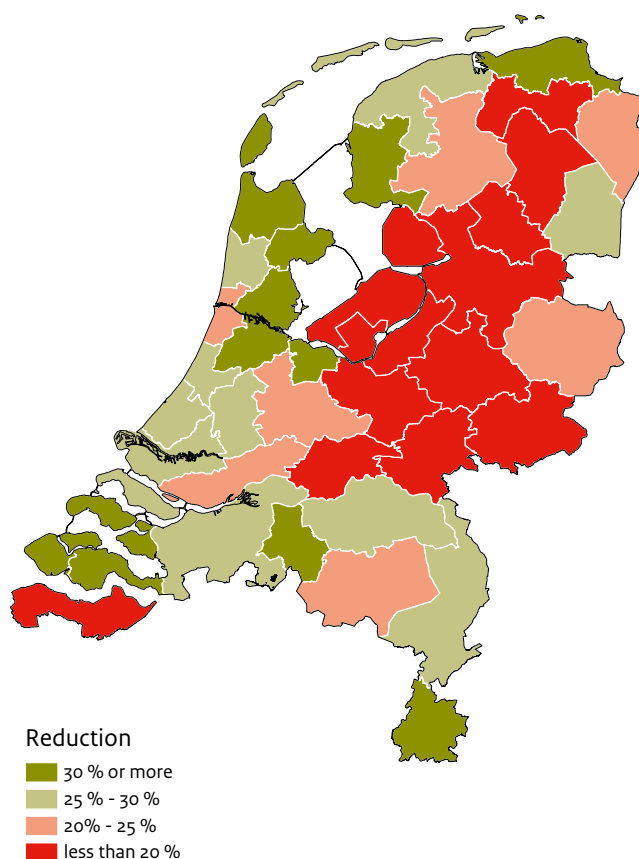 Reduction
30 % or more
25 % - 30 %
20% - 25 %
less than 20 %